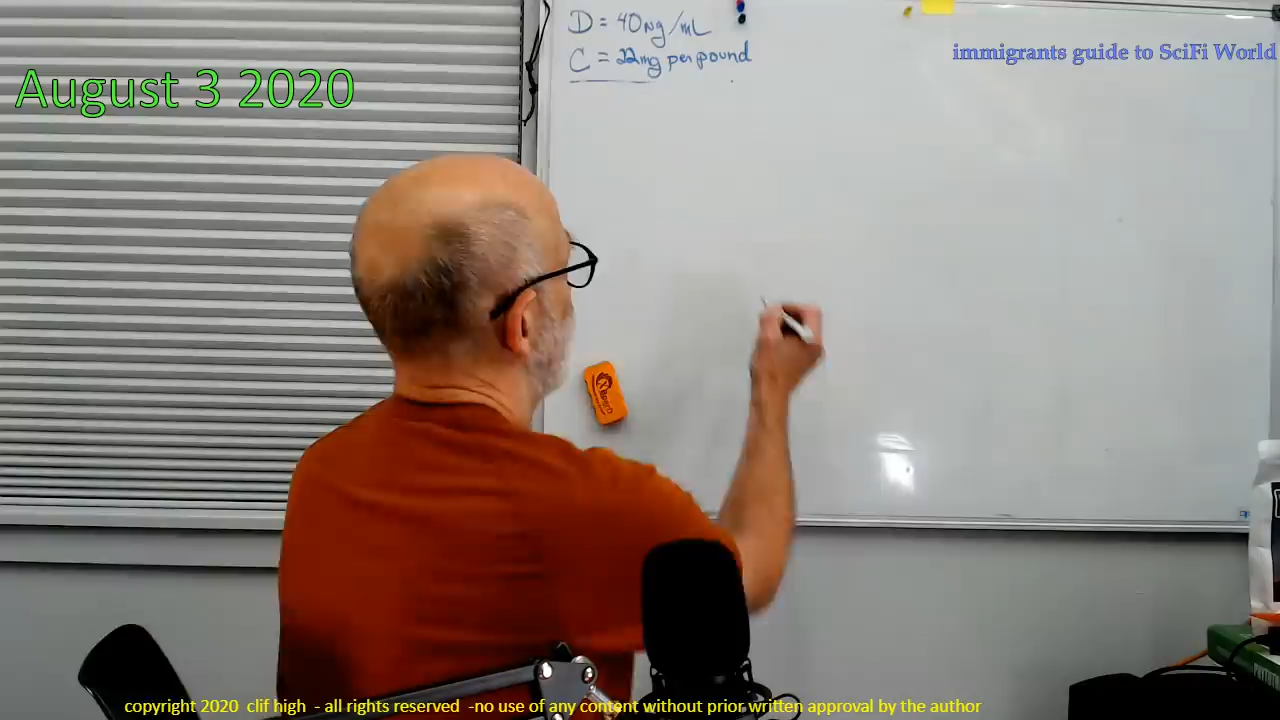 D = 40ng/mL
C = 22mg per pound
immigrants guide to SciFi World
August 3 2020
copyright 2020 clif high - all rights reserved -no use of any content without prior written approval by the author